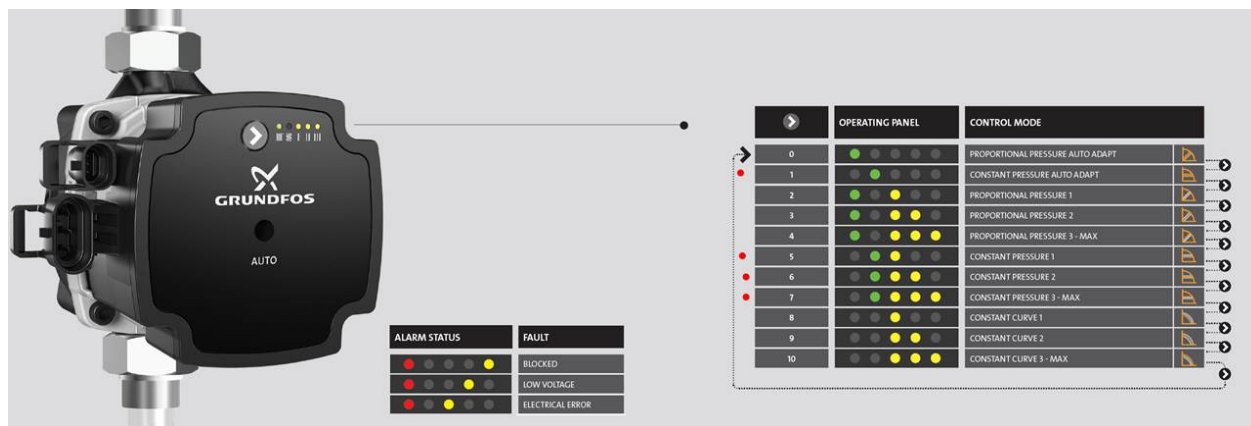 GRUNDFOS
AUTO
ALARM STATUS FAULT
BLOCKED
LOW VOLTAGE
ELECTRICAL ERROR
OPERATING PANEL CONTROL MODE
0 PROPORTIONAL PRESSURE AUTO ADAPT
1 CONSTANT PRESSURE AUTO ADAPT
2 PROPORTIONAL PRESSURE 1
3 PROPORTIONAL PRESSURE 2
4 PROPORTIONAL PRESSURE 3 - MAX
5 CONSTANT PRESSURE 1
6 CONSTANT PRESSURE 2
7 CONSTANT PRESSURE 3 - MAX
8 CONSTANT CURVE 1
9 CONSTANT CURVE 2
10 CONSTANT CURVE 3 - MAX